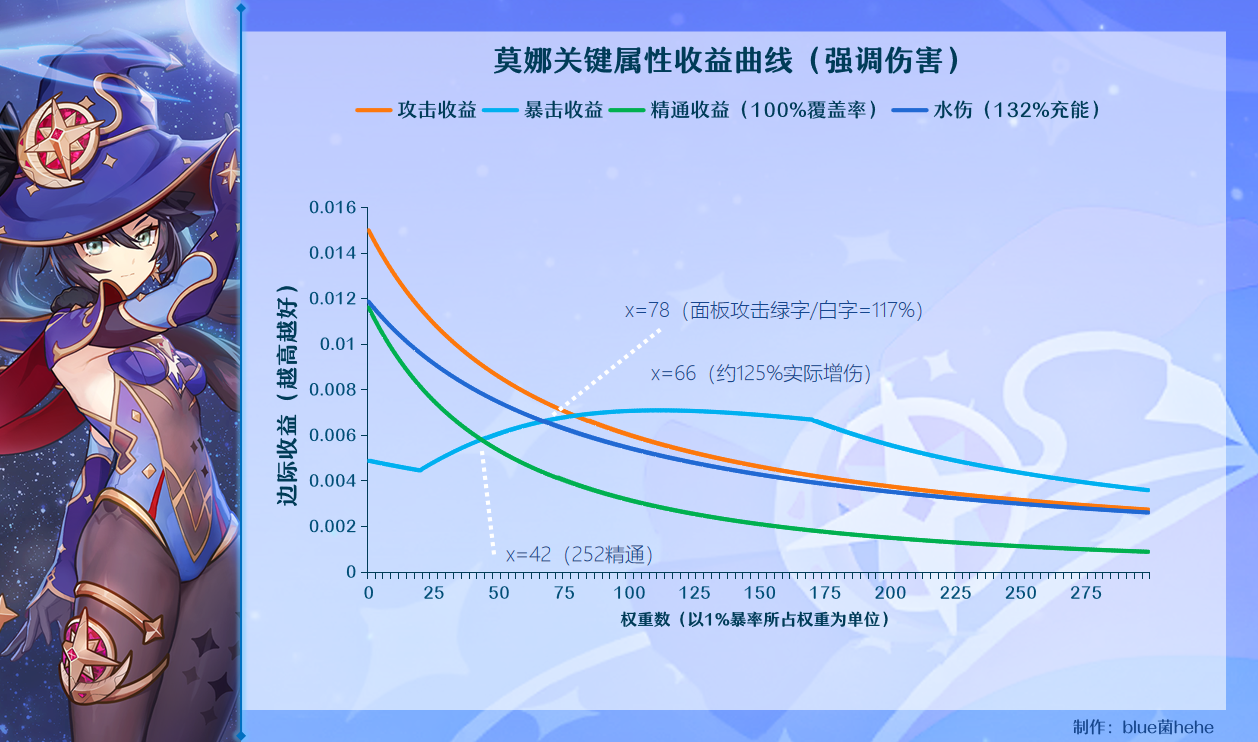 莫娜关键属性收益曲线（强调伤害）
攻击收益 暴击收益 精通收益（100%覆盖率） 水伤（132%充能）
边际收益（越高越好）
0.016
0.014
0.012
0.01
0.008
0.006
0.004
0.002
0
x=78（面板攻击绿字/白字=117%）
x=66（约125%实际增伤）
x=42（252精通）
0 25 50 75 100 125 150 175 200 225 250 275
权重数（以1%暴率所占权重为单位）
制作：blue菌hehe